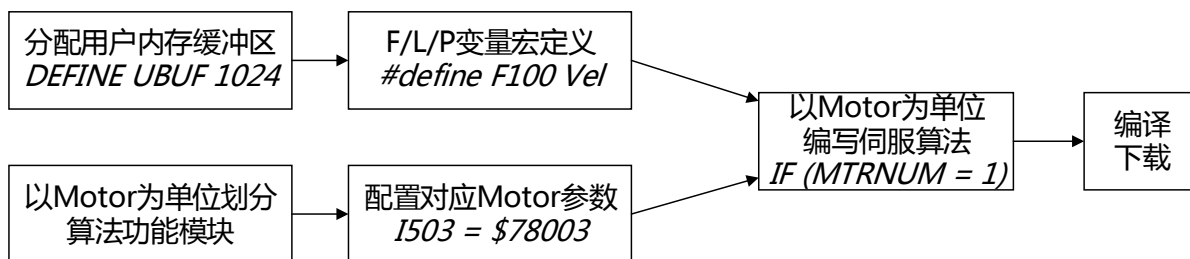 分配用户内存缓冲区
DEFINE UBUF 1024
F/L/P变量宏定义
#define F100 Vel
以Motor为单位划分
算法功能模块
配置对应Motor参数
I503 = $78003
以Motor为单位
编写伺服算法
IF (MTRNUM = 1)
编译
下载